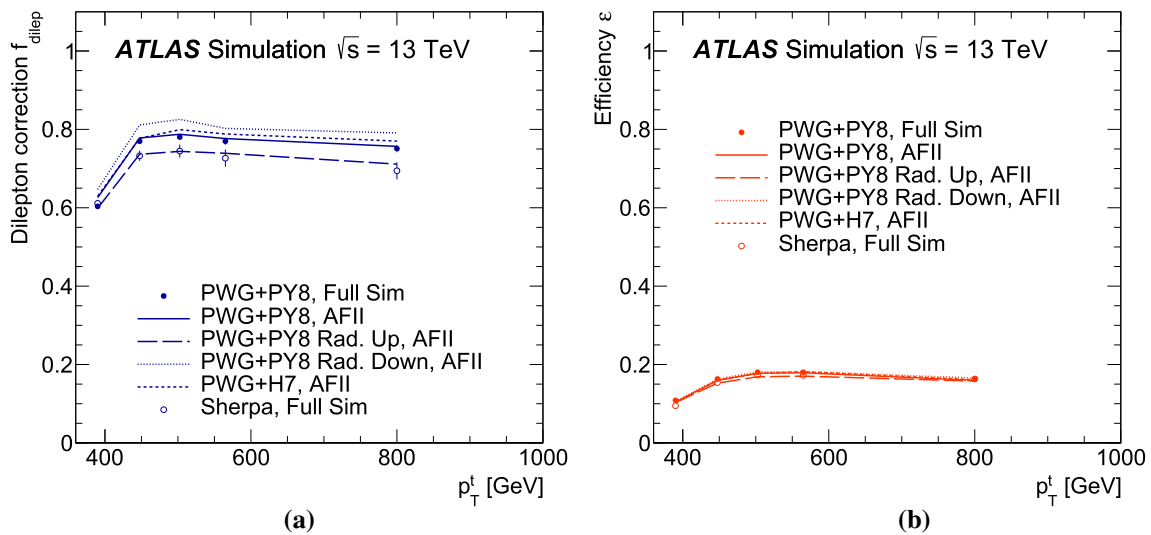 Dilepton correction f_dilep
ATLAS Simulation √s = 13 TeV
1
0.8
0.6
0.4
0.2
0
PWG+PY8, Full Sim
PWG+PY8, AFII
PWG+PY8 Rad. Up, AFII
PWG+PY8 Rad. Down, AFII
PWG+H7, AFII
Sherpa, Full Sim
400 600 800 1000
p_T^t [GeV]
(a)
Efficiency ε
ATLAS Simulation √s = 13 TeV
1
0.8
0.6
0.4
0.2
0
PWG+PY8, Full Sim
PWG+PY8, AFII
PWG+PY8 Rad. Up, AFII
PWG+PY8 Rad. Down, AFII
PWG+H7, AFII
Sherpa, Full Sim
400 600 800 1000
p_T^t [GeV]
(b)